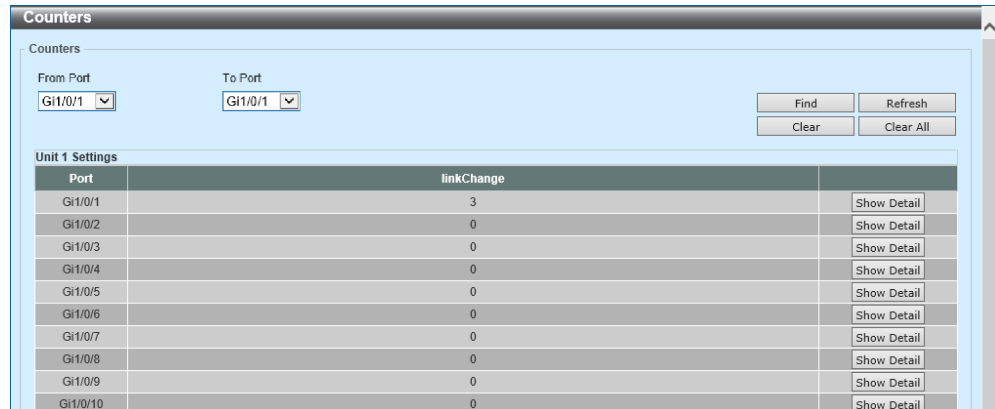 Counters
Counters
From Port To Port
Gi1/0/1 Gi1/0/1
Find Refresh
Clear Clear All
Unit 1 Settings
Port linkChange
Gi1/0/1 3 Show Detail
Gi1/0/2 0 Show Detail
Gi1/0/3 0 Show Detail
Gi1/0/4 0 Show Detail
Gi1/0/5 0 Show Detail
Gi1/0/6 0 Show Detail
Gi1/0/7 0 Show Detail
Gi1/0/8 0 Show Detail
Gi1/0/9 0 Show Detail
Gi1/0/10 0 Show Detail